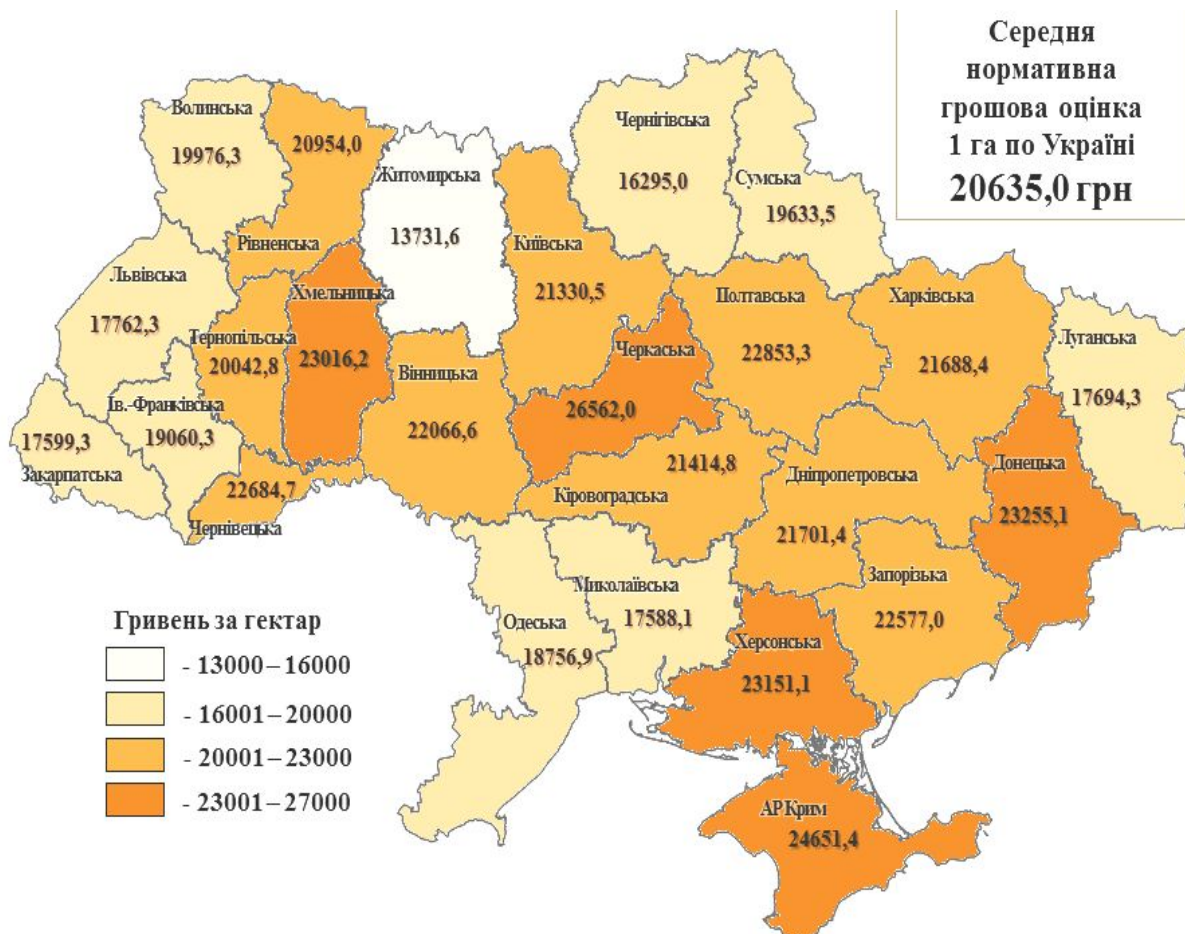 Середня
нормативна
грошова оцінка
1 га по Україні
20635,0 грн
Волинська
19976,3
20954,0
Рівненська
Житомирська
13731,6
Чернігівська
16295,0
Сумська
19633,5
Київська
21330,5
Львівська
17762,3
Тернопільська
20042,8
Хмельницька
23016,2
Вінницька
22066,6
Черкаська
26562,0
Полтавська
22853,3
Харківська
21688,4
Луганська
17694,3
Ів.-Франківська
19060,3
17599,3
Закарпатська
22684,7
Чернівецька
21414,8
Кіровоградська
Дніпропетровська
21701,4
Донецька
23255,1
Запорізька
22577,0
Миколаївська
17588,1
Одеська
18756,9
Херсонська
23151,1
АР Крим
24651,4
Гривень за гектар
- 13000 – 16000
- 16001 – 20000
- 20001 – 23000
- 23001 – 27000